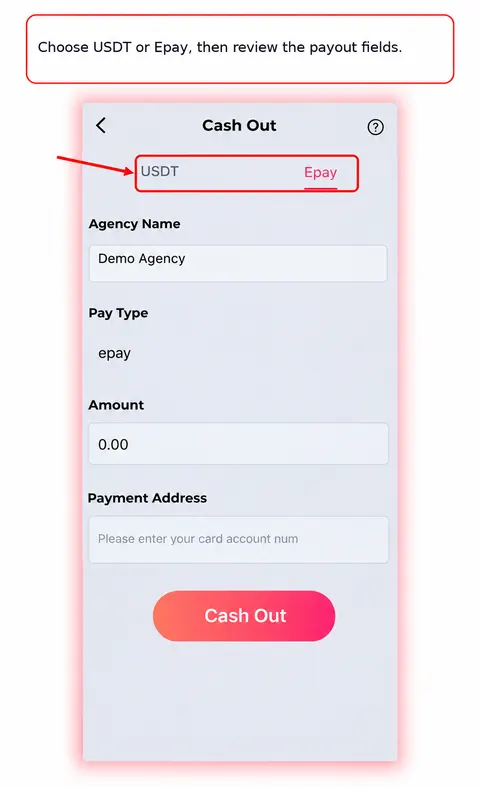 Choose USDT or Epay, then review the payout fields.
Cash Out
USDT
Epay
Agency Name
Demo Agency
Pay Type
epay
Amount
0.00
Payment Address
Please enter your card account num
Cash Out